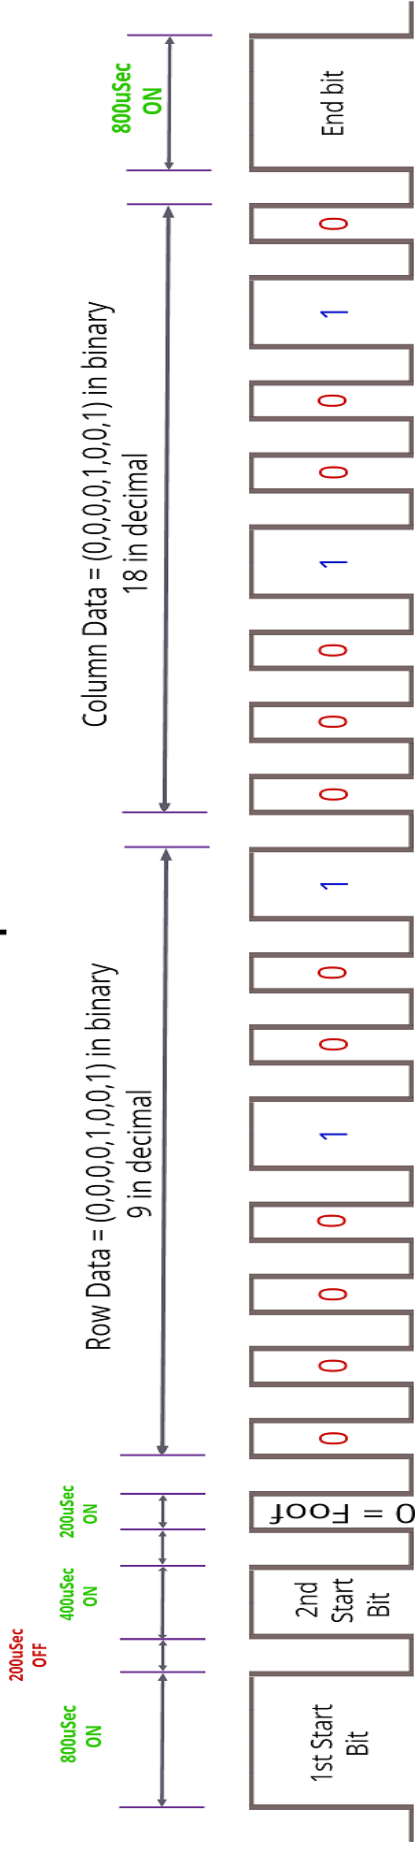 800uSec
ON
200uSec
OFF
400uSec
ON
200uSec
ON
Row Data = (0,0,0,0,1,0,0,1) in binary
9 in decimal
Column Data = (0,0,0,0,1,0,0,1) in binary
18 in decimal
800uSec
ON
1st Start
Bit
2nd
Start
Bit
0 = Foof
0 0 0 0 1 0 0 1 0 0 0 1 0 0 1 0
End bit